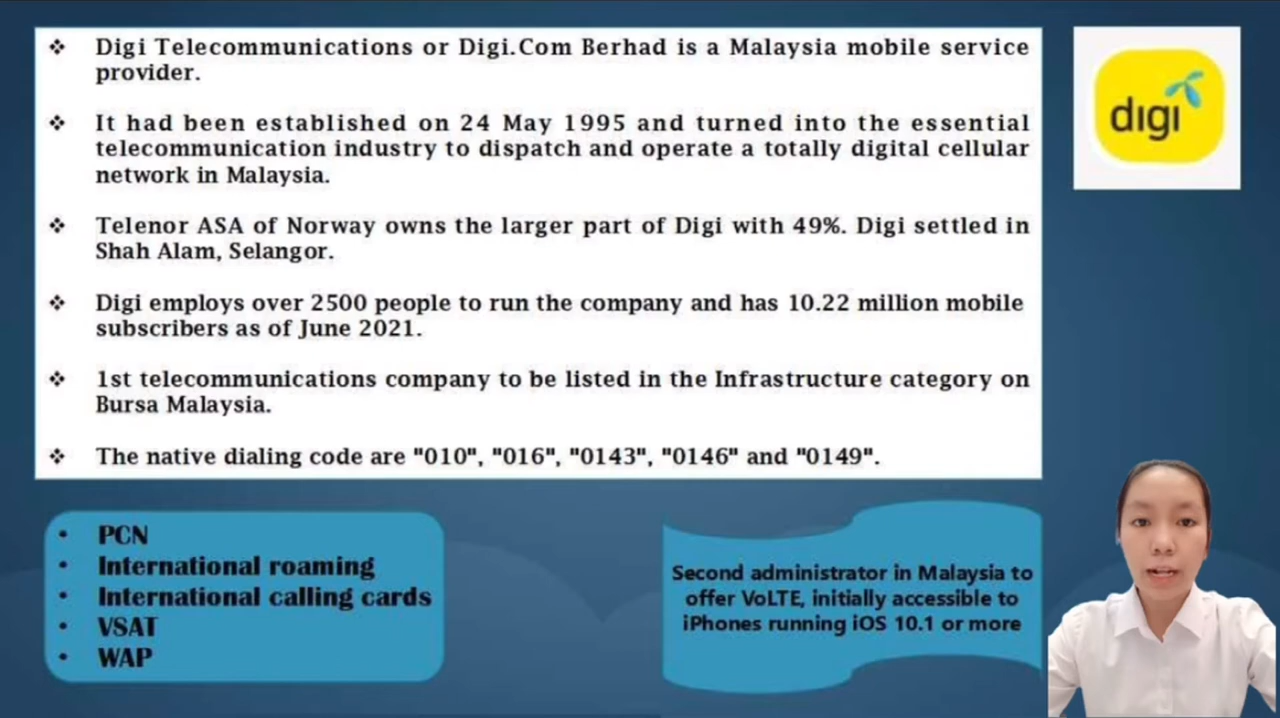 Digi Telecommunications or Digi.Com Berhad is a Malaysia mobile service
provider.
It had been established on 24 May 1995 and turned into the essential
telecommunication industry to dispatch and operate a totally digital cellular
network in Malaysia.
Telenor ASA of Norway owns the larger part of Digi with 49%. Digi settled in
Shah Alam, Selangor.
Digi employs over 2500 people to run the company and has 10.22 million mobile
subscribers as of June 2021.
1st telecommunications company to be listed in the Infrastructure category on
Bursa Malaysia.
The native dialing code are "010", "016", "0143", "0146" and "0149".
digi
PCN
International roaming
International calling cards
VSAT
WAP
Second administrator in Malaysia to
offer VoLTE, initially accessible to
iPhones running iOS 10.1 or more